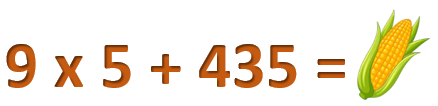 9 x 5 + 435 =